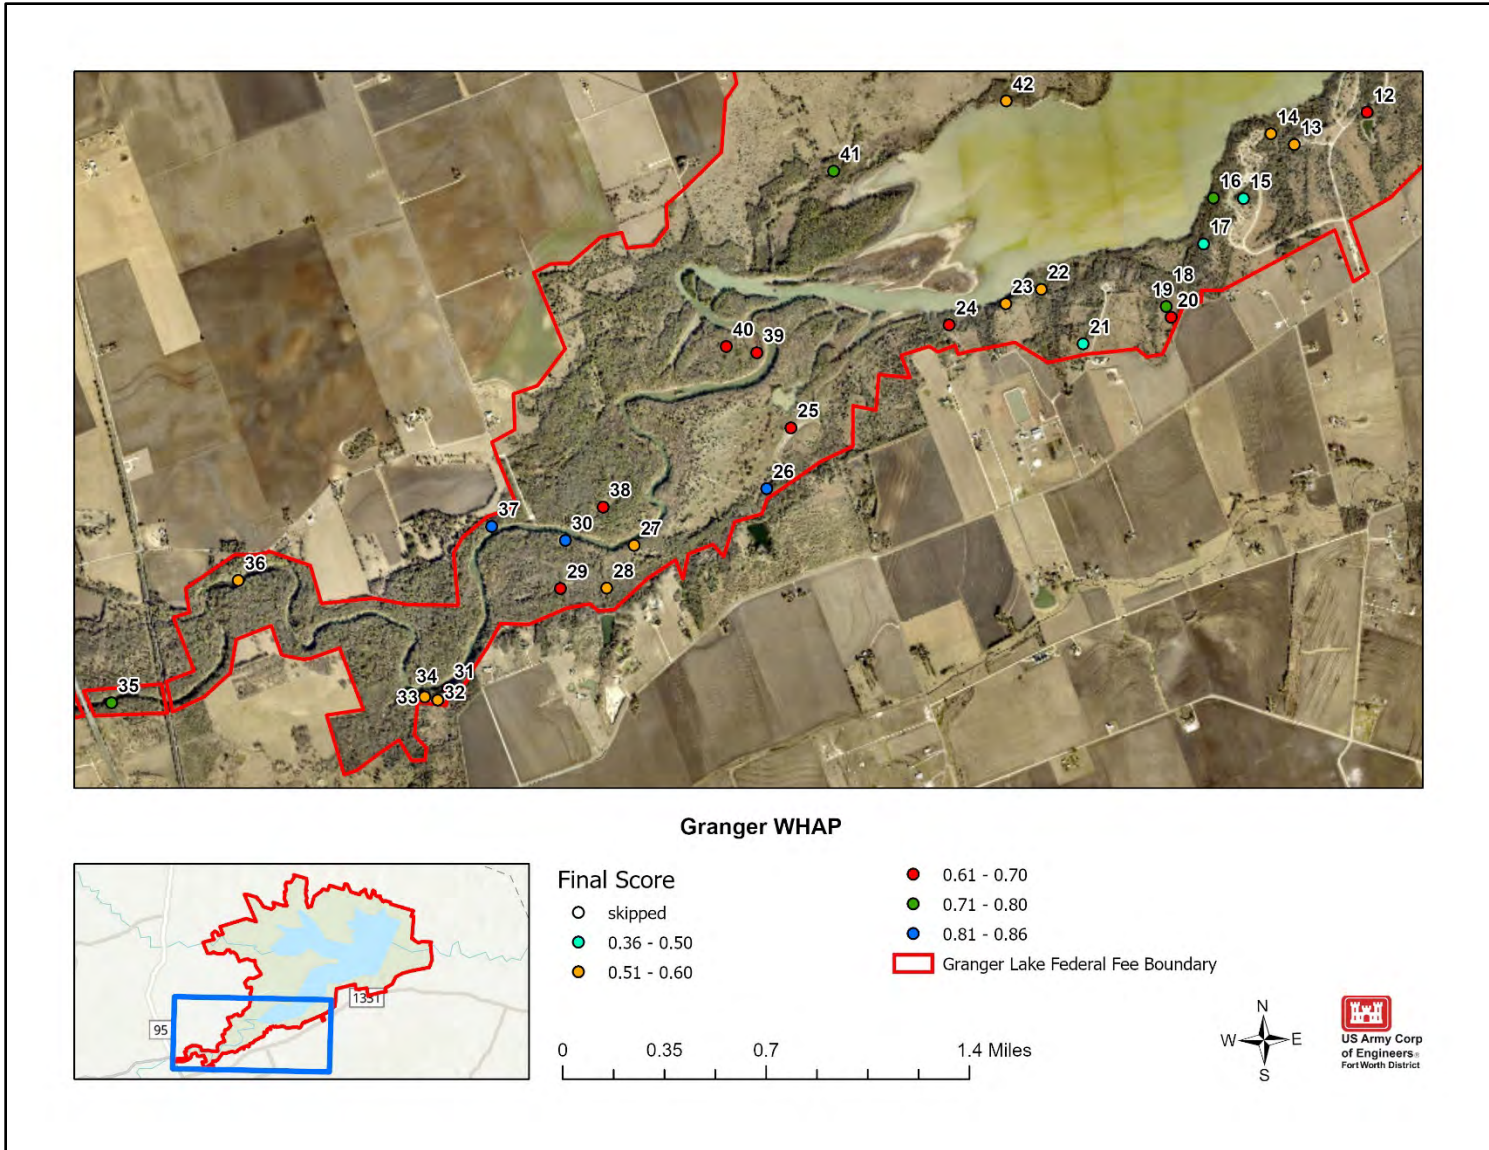 42
12
14
13
41
16
15
17
18
22
23
19
20
24
21
40
39
25
26
38
37
30
27
36
29
28
34
31
35
33
32
Granger WHAP
Final Score
skipped
0.36 - 0.50
0.51 - 0.60
0.61 - 0.70
0.71 - 0.80
0.81 - 0.86
Granger Lake Federal Fee Boundary
1331
95
0 0.35 0.7 1.4 Miles
N
W E
S
US Army Corp
of Engineers®
Fort Worth District